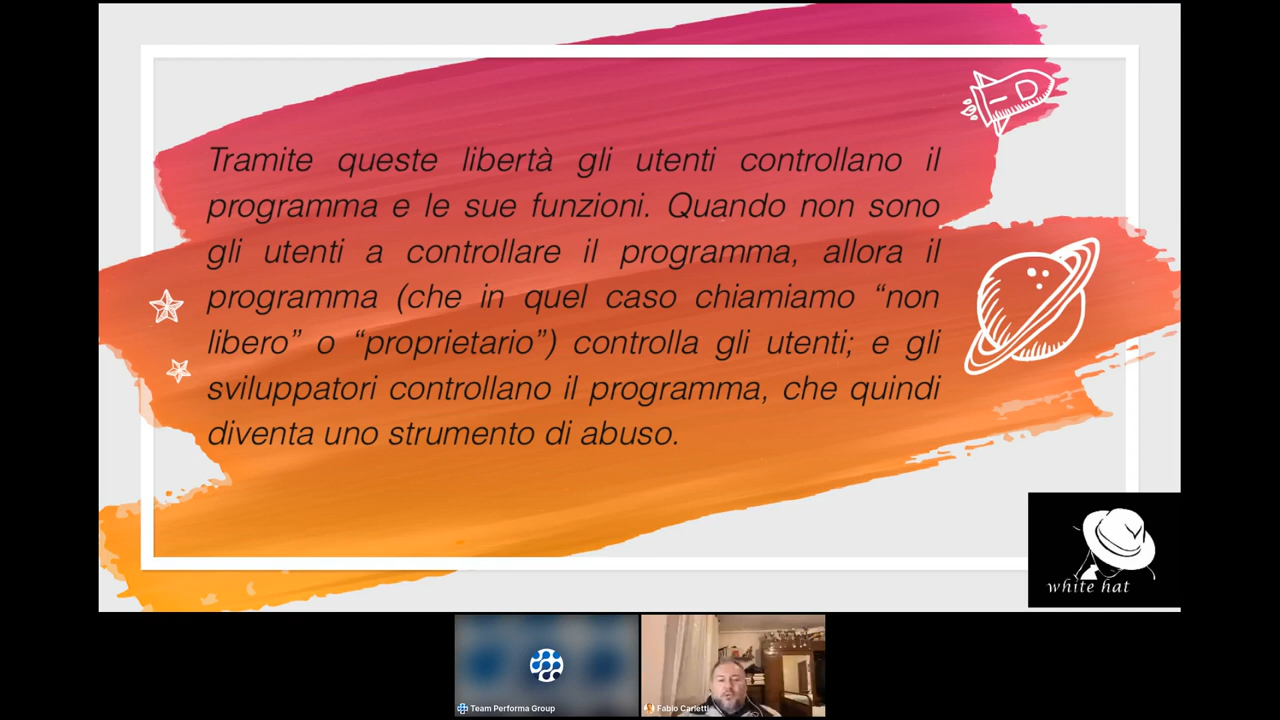 Tramite queste libertà gli utenti controllano il
programma e le sue funzioni. Quando non sono
gli utenti a controllare il programma, allora il
programma (che in quel caso chiamiamo “non
libero” o “proprietario”) controlla gli utenti; e gli
sviluppatori controllano il programma, che quindi
diventa uno strumento di abuso.
white hat
Team Performa Group
Fabio Carletti